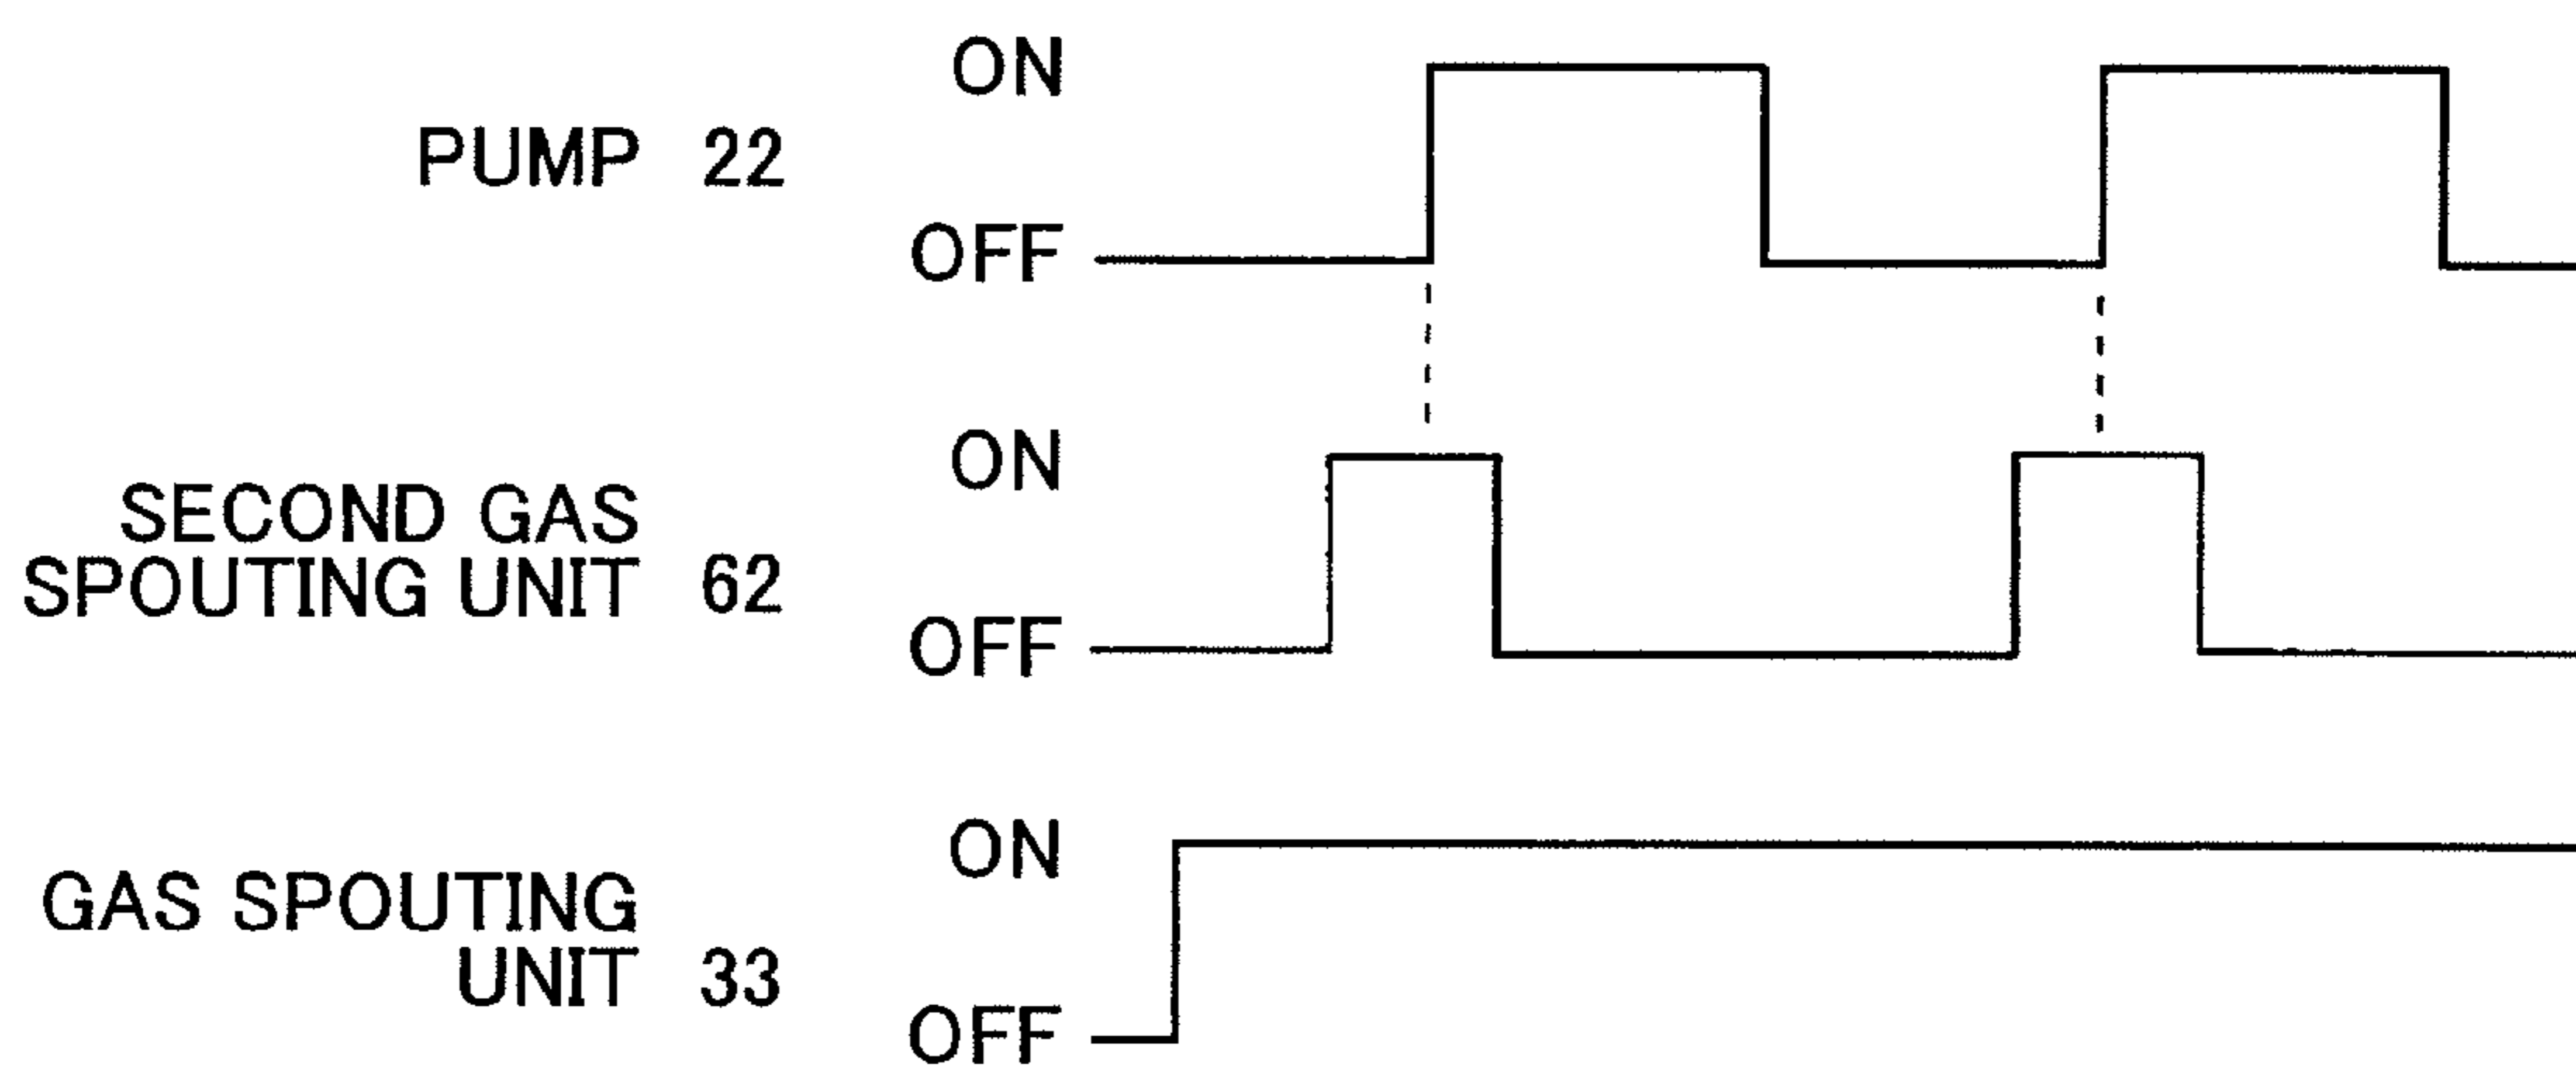 ON
PUMP 22
OFF
ON
SECOND GAS
SPOUTING UNIT 62
OFF
ON
GAS SPOUTING
UNIT 33
OFF